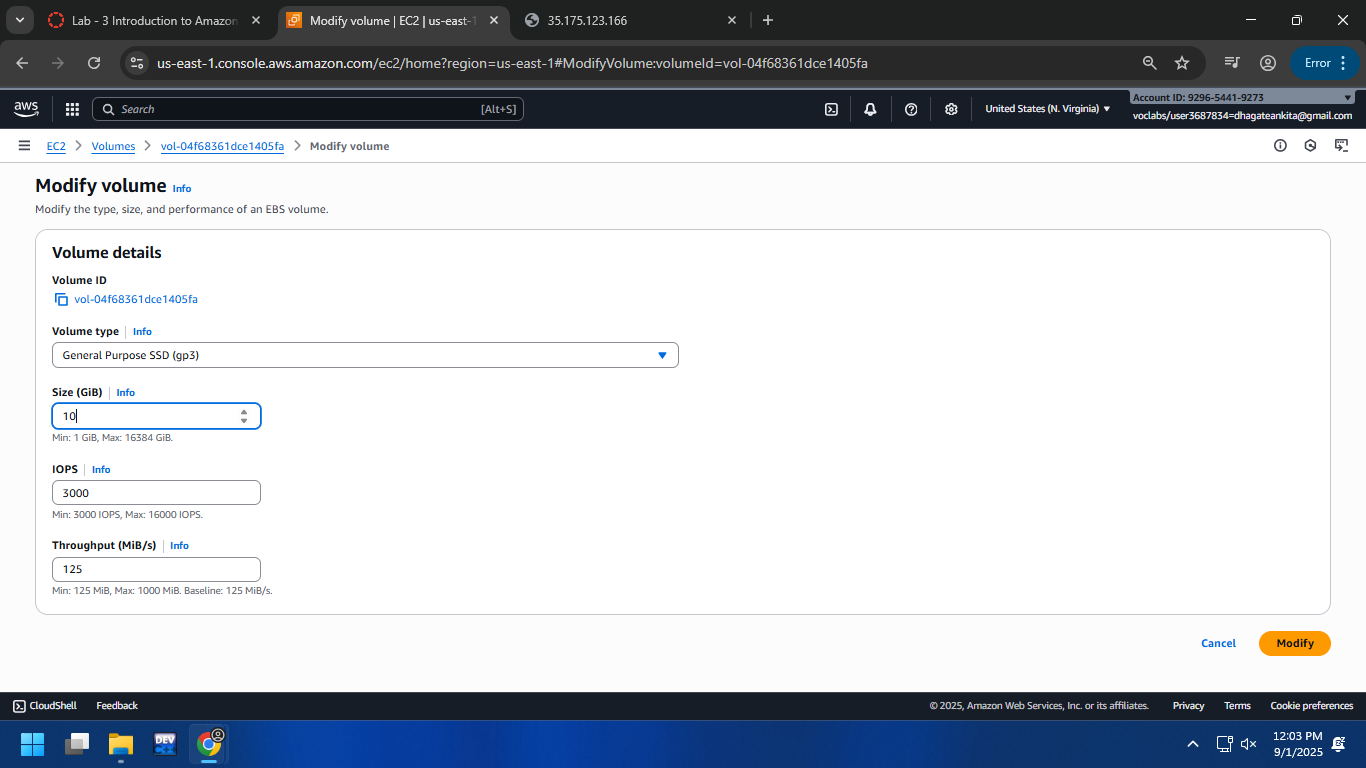 Lab - 3 Introduction to Amazon
Modify volume | EC2 | us-east-1
35.175.123.166
us-east-1.console.aws.amazon.com/ec2/home?region=us-east-1#ModifyVolume:volumeId=vol-04f68361dce1405fa
Error
aws
Search
[Alt+S]
United States (N. Virginia)
Account ID: 9296-5441-9273
voclabs/user3687834=dhagateankita@gmail.com
EC2
Volumes
vol-04f68361dce1405fa
Modify volume
Modify volume Info
Modify the type, size, and performance of an EBS volume.
Volume details
Volume ID
vol-04f68361dce1405fa
Volume type Info
General Purpose SSD (gp3)
Size (GiB) Info
10
Min: 1 GiB, Max: 16384 GiB.
IOPS Info
3000
Min: 3000 IOPS, Max: 16000 IOPS.
Throughput (MiB/s) Info
125
Min: 125 MiB, Max: 1000 MiB. Baseline: 125 MiB/s.
Cancel
Modify
CloudShell
Feedback
© 2025, Amazon Web Services, Inc. or its affiliates.
Privacy
Terms
Cookie preferences
DEV
12:03 PM
9/1/2025